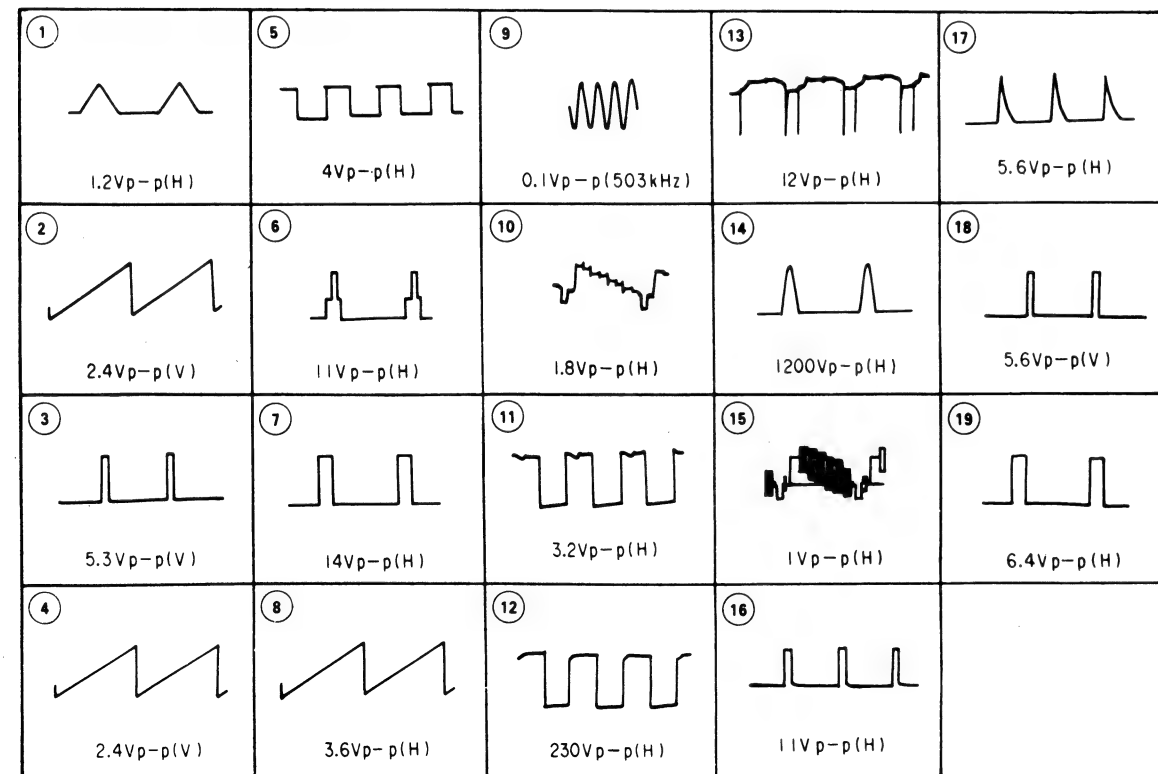 1
1.2Vp-p(H)
5
4Vp-p(H)
9
0.1Vp-p(503kHz)
13
12Vp-p(H)
17
5.6Vp-p(H)
2
2.4Vp-p(V)
6
11Vp-p(H)
10
1.8Vp-p(H)
14
1200Vp-p(H)
18
5.6Vp-p(V)
3
5.3Vp-p(V)
7
14Vp-p(H)
11
3.2Vp-p(H)
15
1Vp-p(H)
19
6.4Vp-p(H)
4
2.4Vp-p(V)
8
3.6Vp-p(H)
12
230Vp-p(H)
16
11Vp-p(H)